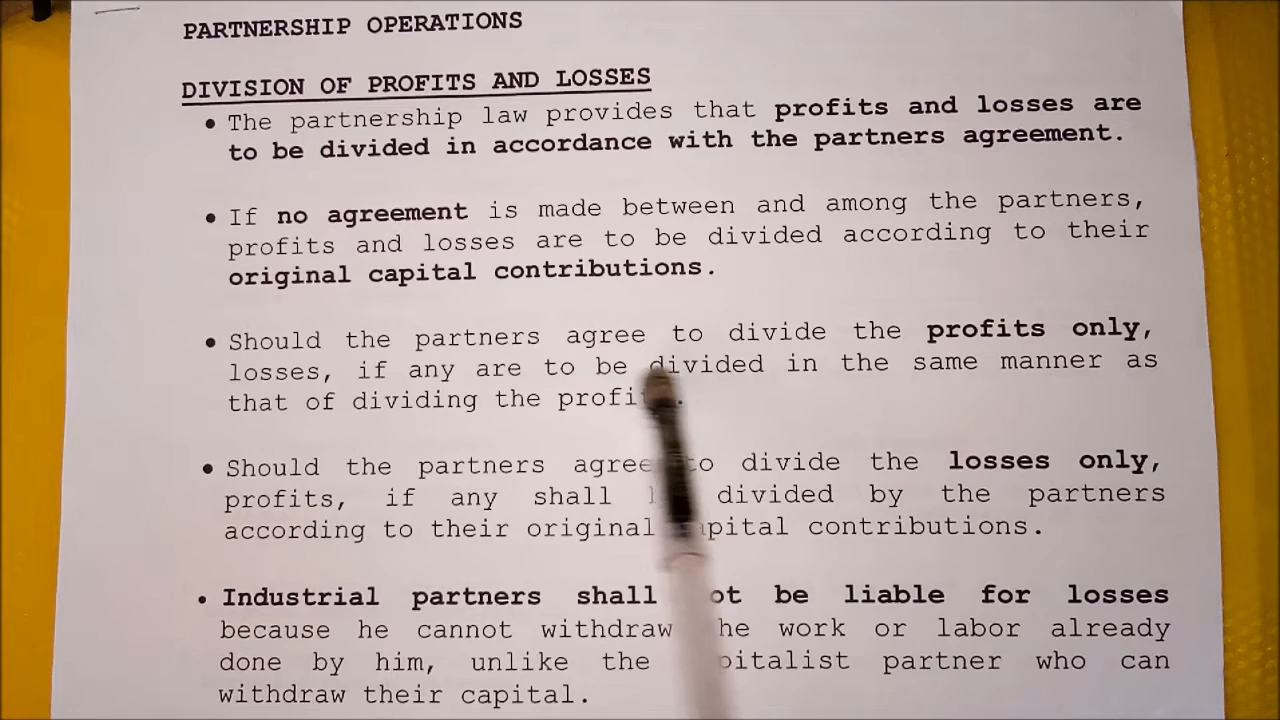 PARTNERSHIP OPERATIONS
DIVISION OF PROFITS AND LOSSES
• The partnership law provides that profits and losses are
to be divided in accordance with the partners agreement.
• If no agreement is made between and among the partners,
profits and losses are to be divided according to their
original capital contributions.
• Should the partners agree to divide the profits only,
losses, if any are to be divided in the same manner as
that of dividing the
• Should the partners agree to divide the losses only,
profits, if any shall divided by the partners
according to their original contributions.
• Industrial partners shall be liable for losses
because he cannot withdraw work or labor already
done by him, unlike the partner who can
withdraw their capital.